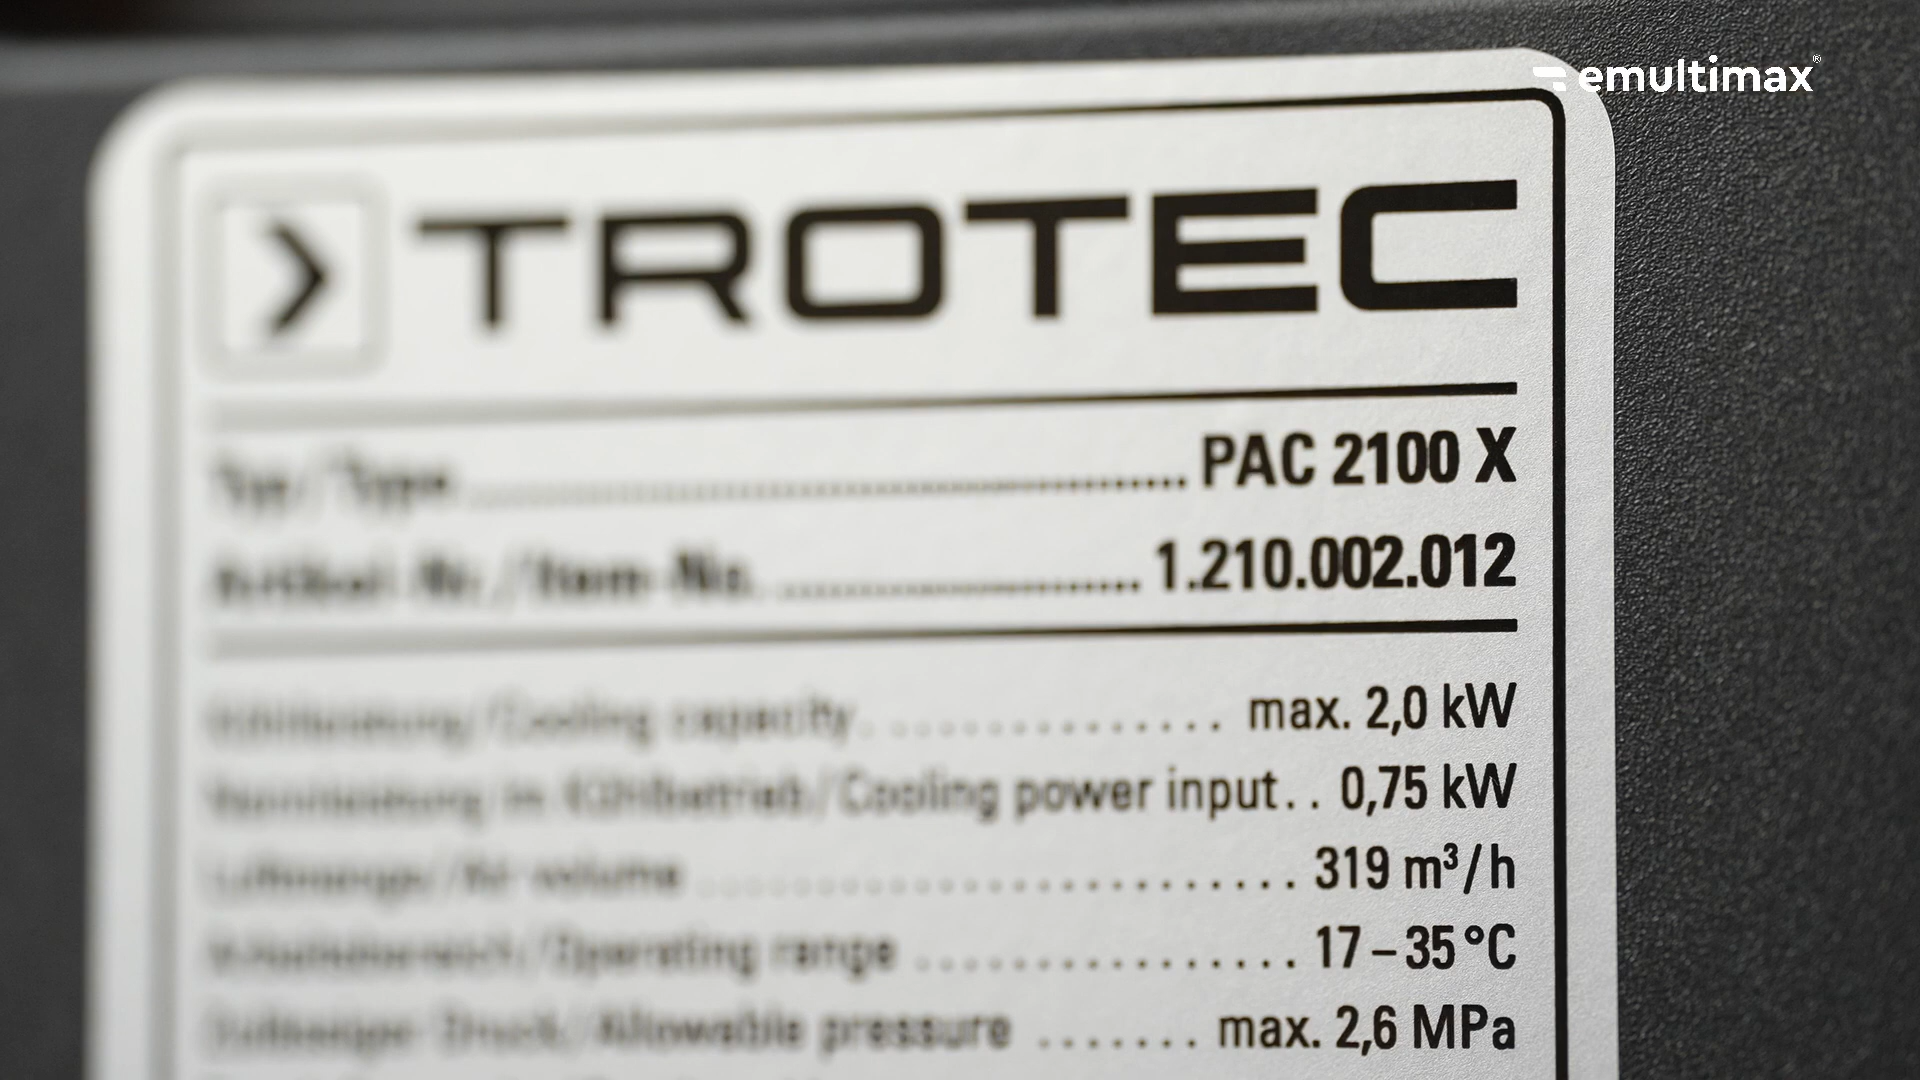 emultimax®
TROTEC
Typ/Type ........ PAC 2100 X
Artikel-Nr./Item-No. ........ 1.210.002.012
Kühlleistung/Cooling capacity ........ max. 2,0 kW
Nennleistung im Kühlbetrieb/Cooling power input.. 0,75 kW
Luftmenge/Air volume ........ 319 m³/h
Arbeitsbereich/Operating range ........ 17–35 °C
Zulässiger Druck/Allowable pressure ....... max. 2,6 MPa